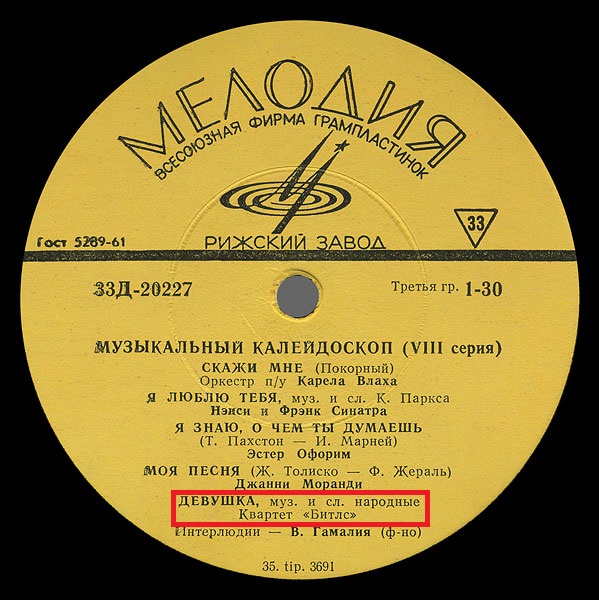 МЕЛОДИЯ
ВСЕСОЮЗНАЯ ФИРМА ГРАМПЛАСТИНОК
33
Гост 5289-61
РИЖСКИЙ ЗАВОД
33Д-20227
Третья гр. 1-30
МУЗЫКАЛЬНЫЙ КАЛЕЙДОСКОП (VIII серия)
СКАЖИ МНЕ (Покорный)
Оркестр п/у Карела Влаха
Я ЛЮБЛЮ ТЕБЯ, муз. и сл. К. Паркса
Нэнси и Фрэнк Синатра
Я ЗНАЮ, О ЧЕМ ТЫ ДУМАЕШЬ
(Т. Пахстон — И. Марней)
Эстер Офорим
МОЯ ПЕСНЯ (Ж. Толиско — Ф. Жераль)
Джанни Моранди
ДЕВУШКА, муз. и сл. народные
Квартет «Битлс»
Интерлюдии — В. Гамалия (ф-но)
35. tip. 3691